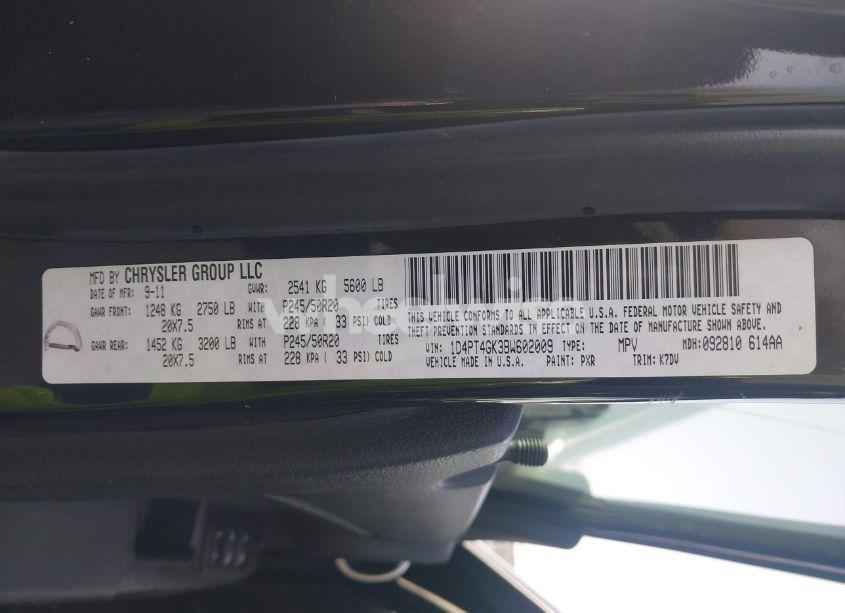 MFD BY CHRYSLER GROUP LLC
DATE OF MFR: 9-11 GVWR: 2541 KG 5600 LB
GAWR FRONT: 1248 KG 2750 LB WITH P245/50R20 TIRES
20X7.5 RIMS AT 228 KPA ( 33 PSI) COLD
GAWR REAR: 1452 KG 3200 LB WITH P245/50R20 TIRES
20X7.5 RIMS AT 228 KPA ( 33 PSI) COLD
THIS VEHICLE CONFORMS TO ALL APPLICABLE U.S.A. FEDERAL MOTOR VEHICLE SAFETY AND
THEFT PREVENTION STANDARDS IN EFFECT ON THE DATE OF MANUFACTURE SHOWN ABOVE.
VIN: 1D4PT4GK3BW602009 TYPE: MPV MDH: 092810 614AA
VEHICLE MADE IN U.S.A. PAINT: PXR TRIM: K7DV
D